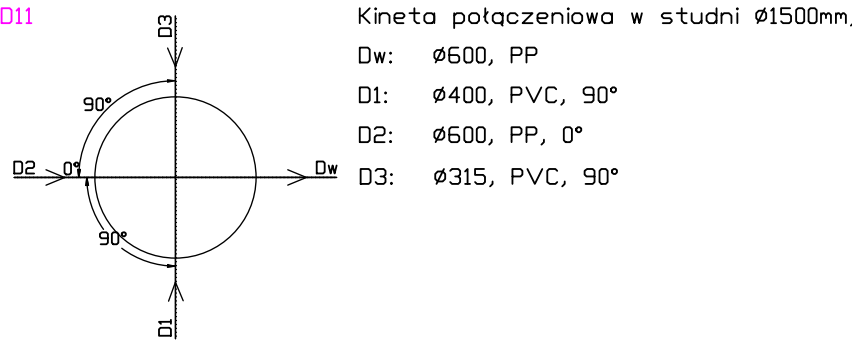 D11
Kineta połączeniowa w studni ø1500mm,
Dw: ø600, PP
D1: ø400, PVC, 90°
D2: ø600, PP, 0°
D3: ø315, PVC, 90°
D3
90°
D2
0°
Dw
90°
D1